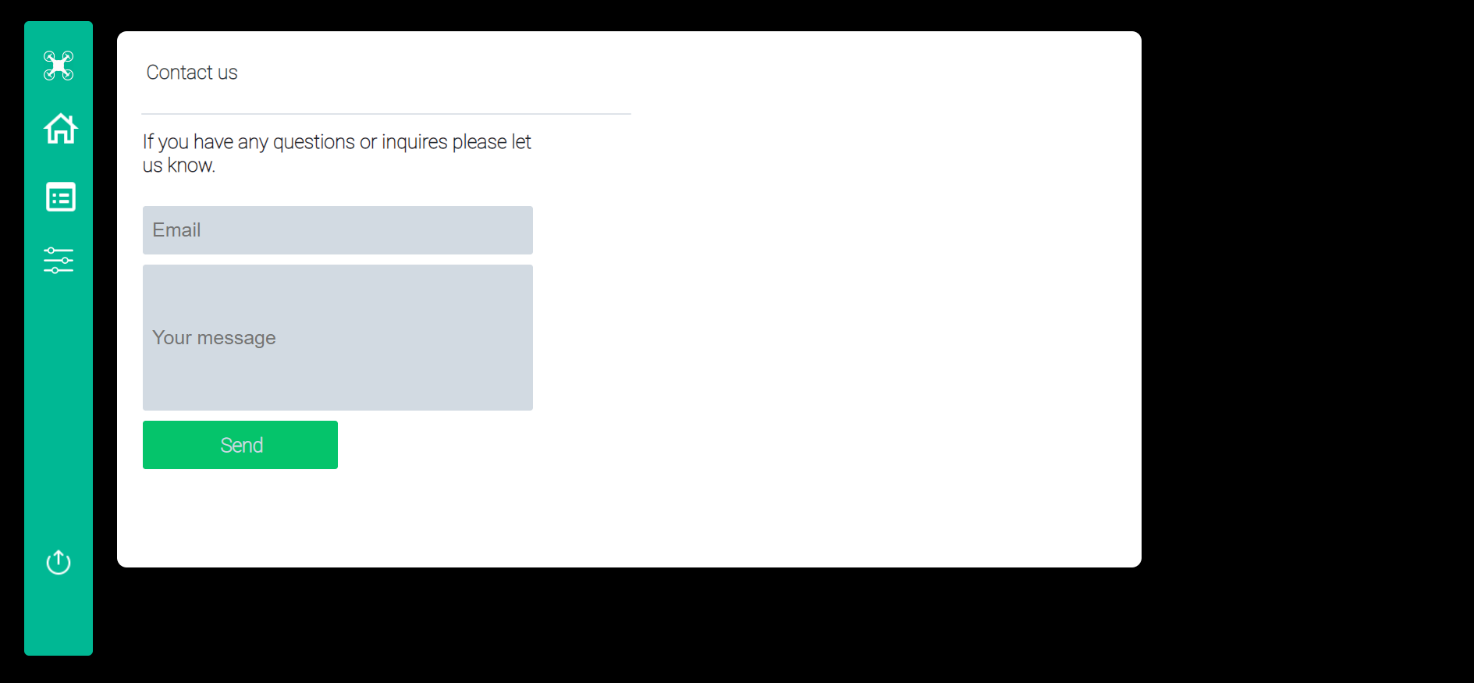 Contact us
If you have any questions or inquires please let
us know.
Email
Your message
Send